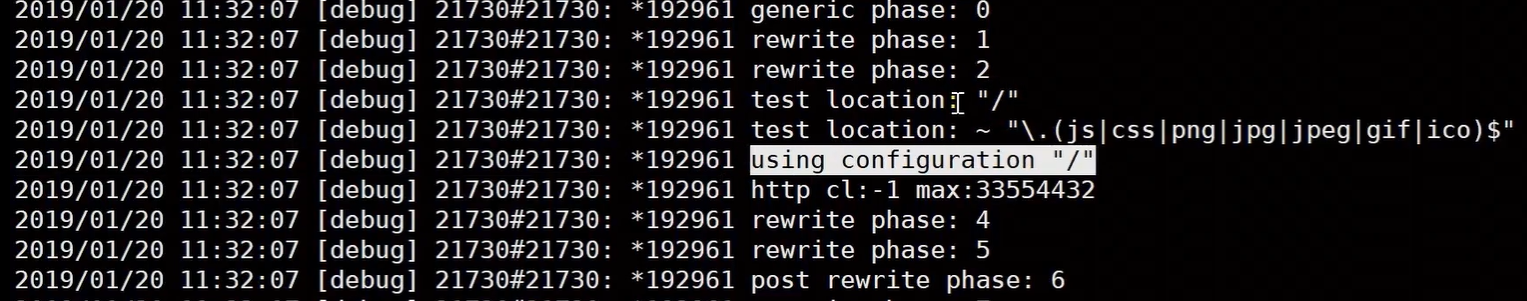 2019/01/20 11:32:07 [debug] 21730#21730: *192961 generic phase: 0
2019/01/20 11:32:07 [debug] 21730#21730: *192961 rewrite phase: 1
2019/01/20 11:32:07 [debug] 21730#21730: *192961 rewrite phase: 2
2019/01/20 11:32:07 [debug] 21730#21730: *192961 test location: "/"
2019/01/20 11:32:07 [debug] 21730#21730: *192961 test location: ~ "\.(js|css|png|jpg|jpeg|gif|ico)$"
2019/01/20 11:32:07 [debug] 21730#21730: *192961 using configuration "/"
2019/01/20 11:32:07 [debug] 21730#21730: *192961 http cl:-1 max:33554432
2019/01/20 11:32:07 [debug] 21730#21730: *192961 rewrite phase: 4
2019/01/20 11:32:07 [debug] 21730#21730: *192961 rewrite phase: 5
2019/01/20 11:32:07 [debug] 21730#21730: *192961 post rewrite phase: 6